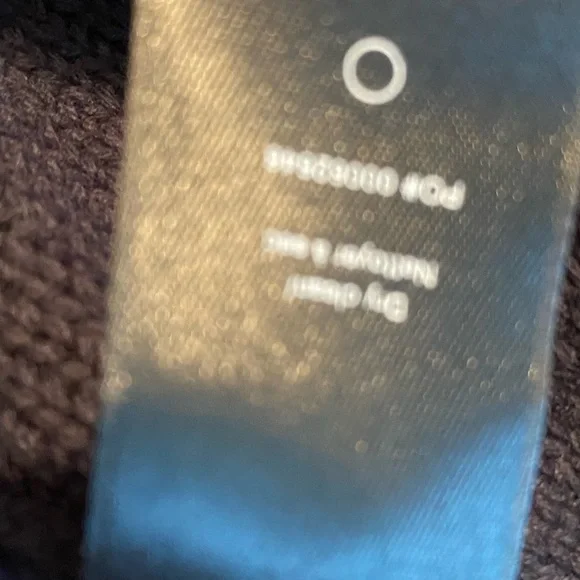 Dry clean
Nettoyer à sec
PO#